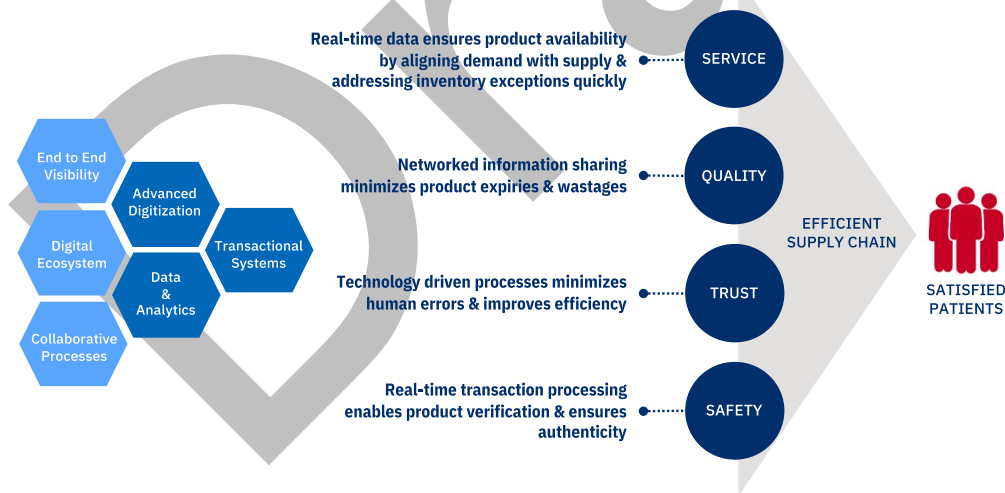 End to End
Visibility
Advanced
Digitization
Digital
Ecosystem
Transactional
Systems
Data
&
Analytics
Collaborative
Processes
Real-time data ensures product availability
by aligning demand with supply &
addressing inventory exceptions quickly
SERVICE
Networked information sharing
minimizes product expiries & wastages
QUALITY
Technology driven processes minimizes
human errors & improves efficiency
TRUST
Real-time transaction processing
enables product verification & ensures
authenticity
SAFETY
EFFICIENT
SUPPLY CHAIN
SATISFIED
PATIENTS